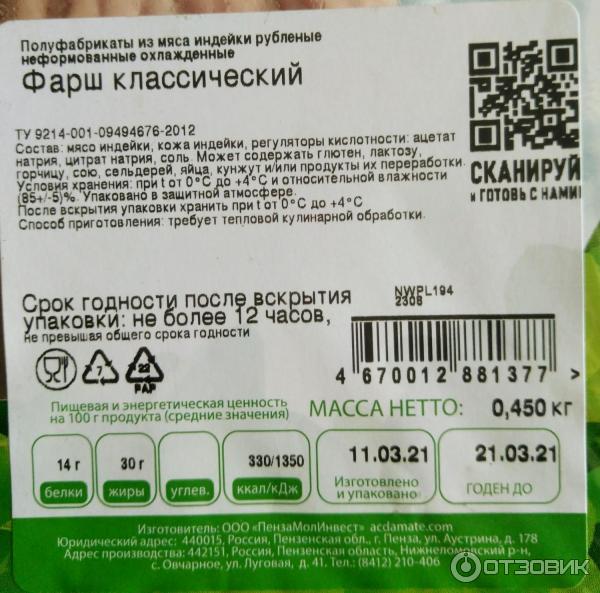 Полуфабрикаты из мяса индейки рубленые
неформованные охлажденные
Фарш классический
ТУ 9214-001-09494676-2012
Состав: мясо индейки, кожа индейки, регуляторы кислотности: ацетат
натрия, цитрат натрия, соль. Может содержать глютен, лактозу,
горчицу, сою, сельдерей, яйца, кунжут и/или продукты их переработки.
Условия хранения: при t от 0°С до +4°С и относительной влажности
(85+/-5)%. Упаковано в защитной атмосфере.
После вскрытия упаковки хранить при t от 0°С до +4°С
Способ приготовления: требует тепловой кулинарной обработки.
СКАНИРУЙ
и ГОТОВЬ С НАМИ
Срок годности после вскрытия
упаковки: не более 12 часов,
не превышая общего срока годности
NWPL194
2306
7
22
PAP
4 670012 881377 >
Пищевая и энергетическая ценность
на 100 г продукта (средние значения)
МАССА НЕТТО: 0,450 кг
14 г
белки
30 г
жиры
углев.
330/1350
ккал/кДж
11.03.21
Изготовлено
и упаковано
21.03.21
ГОДЕН ДО
Изготовитель: ООО «ПензаМолИнвест» acdamate.com
Юридический адрес: 440015, Россия, Пензенская обл., г. Пенза, ул. Аустрина, д. 178
Адрес производства: 442151, Россия, Пензенская область, Нижнеломовский р-н,
с. Овчарное, ул. Луговая, д. 41. Тел.: (8412) 210-406
ОТЗОВИК